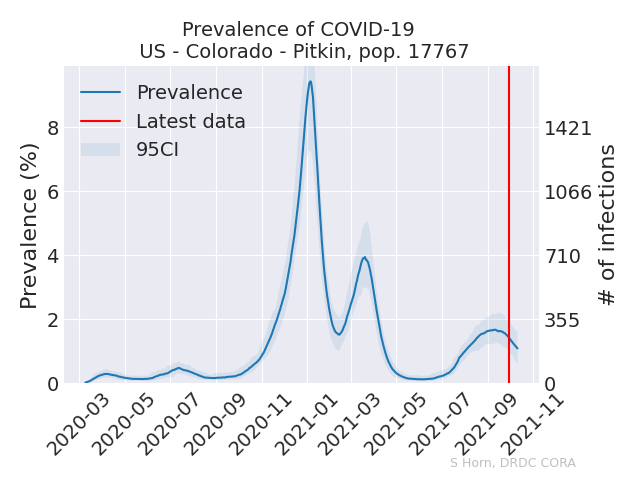 Prevalence of COVID-19
US - Colorado - Pitkin, pop. 17767
Prevalence
Latest data
95CI
Prevalence (%)
8
6
4
2
0
1421
1066
710
355
0
# of infections
2020-03
2020-05
2020-07
2020-09
2020-11
2021-01
2021-03
2021-05
2021-07
2021-09
2021-11
S Horn, DRDC CORA